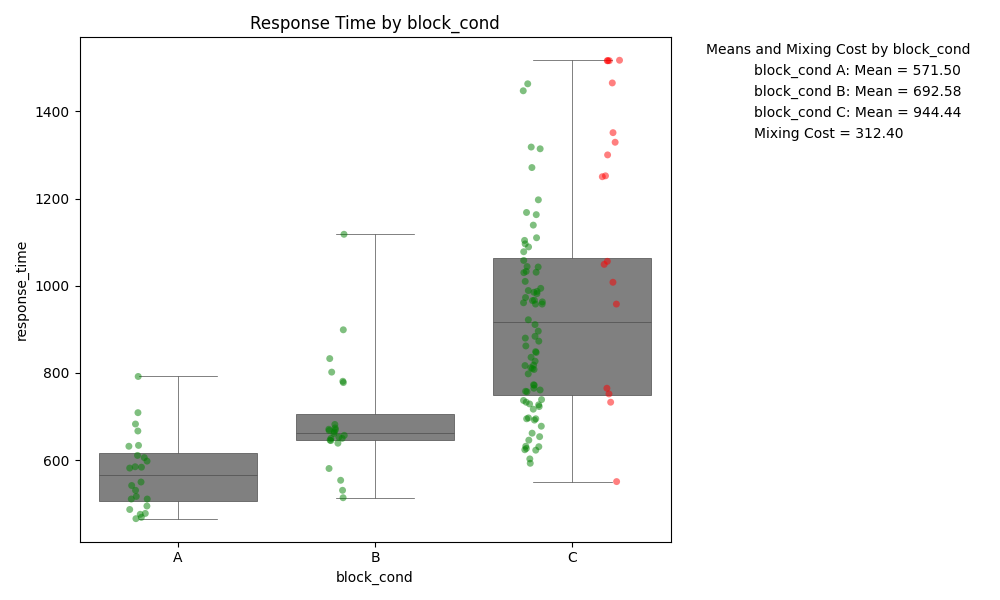 Response Time by block_cond
Means and Mixing Cost by block_cond
block_cond A: Mean = 571.50
block_cond B: Mean = 692.58
block_cond C: Mean = 944.44
Mixing Cost = 312.40
response_time
1400
1200
1000
800
600
A
B
C
block_cond